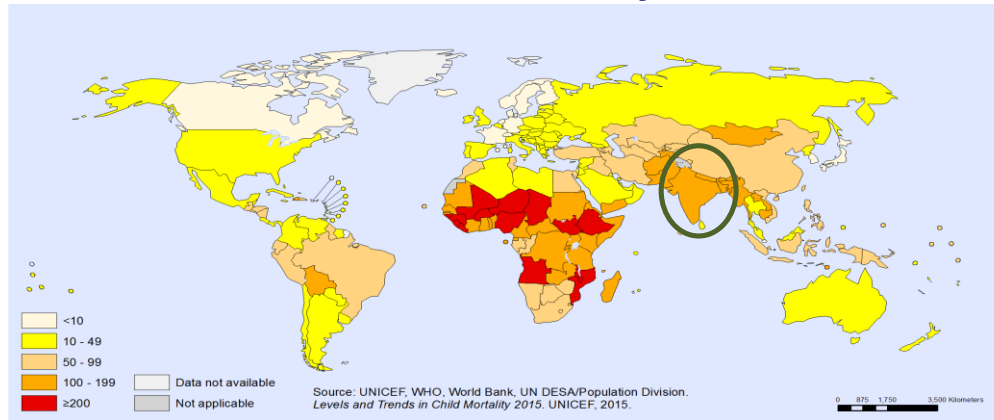 <10
10 - 49
50 - 99
100 - 199
≥200
Data not available
Not applicable
Source: UNICEF, WHO, World Bank, UN DESA/Population Division.
Levels and Trends in Child Mortality 2015. UNICEF, 2015.
0 875 1,750 3,500 Kilometers